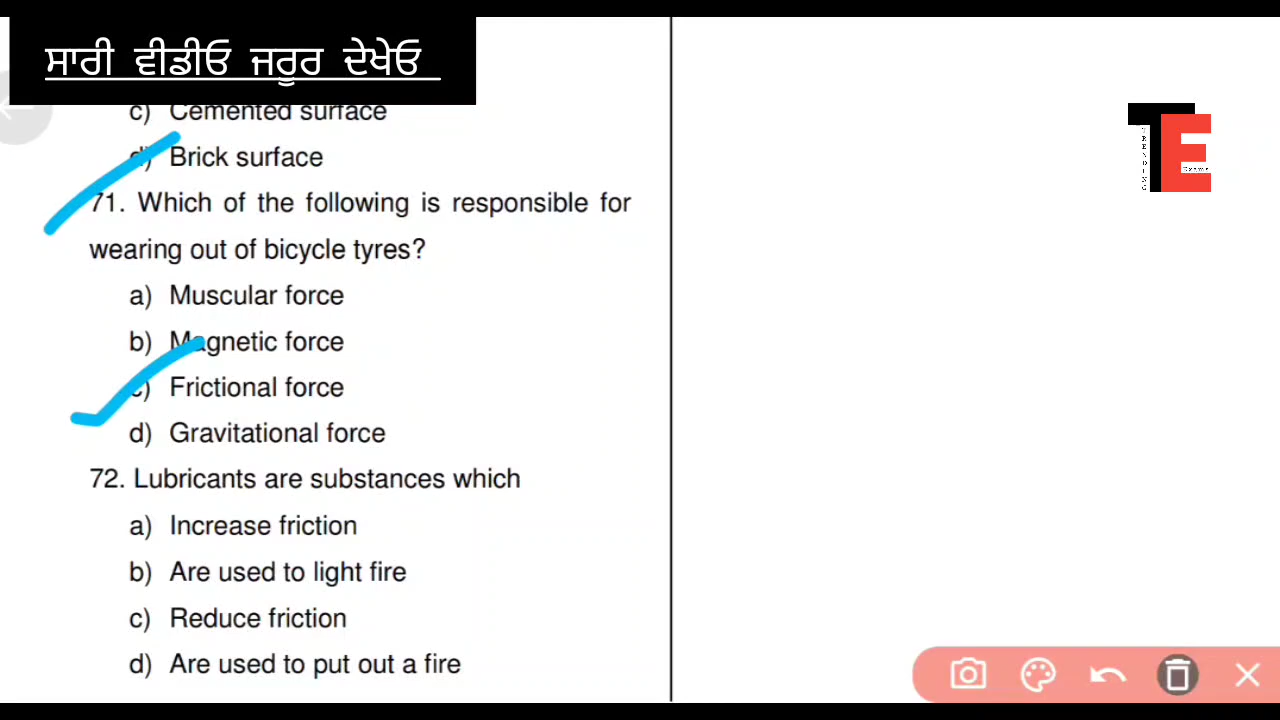 ਸਾਰੀ ਵੀਡੀਓ ਜਰੂਰ ਦੇਖੇਓ
c) Cemented surface
d) Brick surface
71. Which of the following is responsible for
wearing out of bicycle tyres?
a) Muscular force
b) Magnetic force
c) Frictional force
d) Gravitational force
72. Lubricants are substances which
a) Increase friction
b) Are used to light fire
c) Reduce friction
d) Are used to put out a fire
TE
TRENDING
Exams